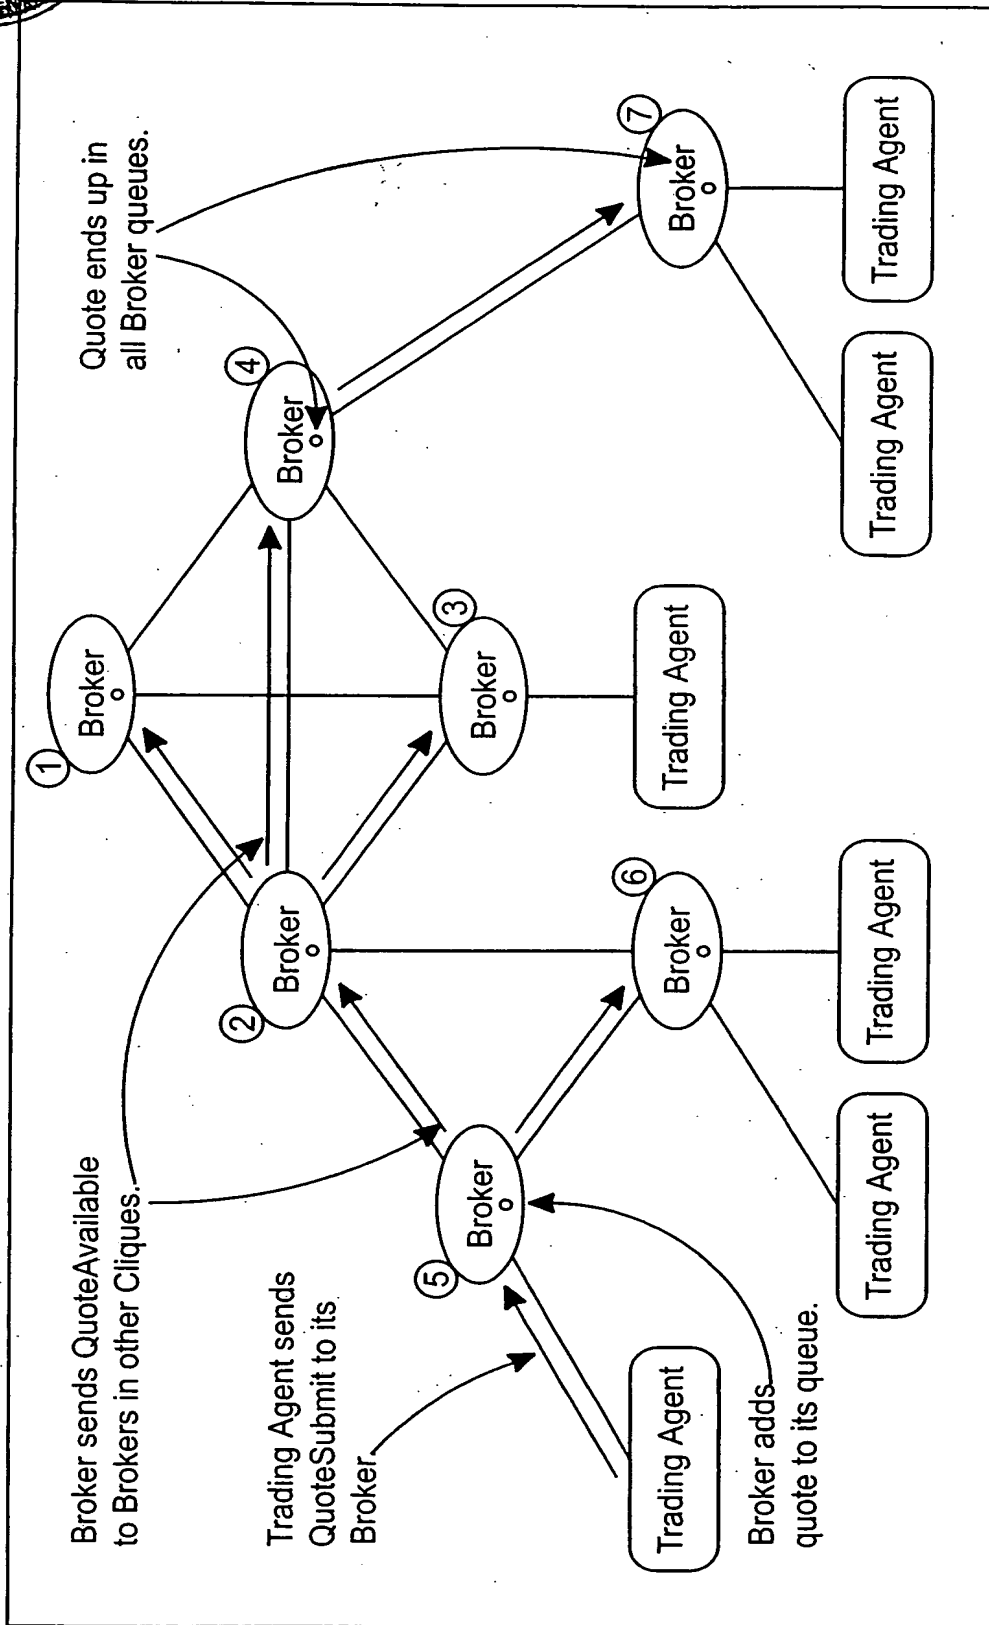 Broker sends QuoteAvailable
to Brokers in other Cliques.
Quote ends up in
all Broker queues.
1
Broker
2
Broker
4
Broker
Trading Agent sends
QuoteSubmit to its
Broker.
5
Broker
3
Broker
6
Broker
7
Broker
Trading Agent
Trading Agent
Broker adds
quote to its queue.
Trading Agent
Trading Agent
Trading Agent
Trading Agent